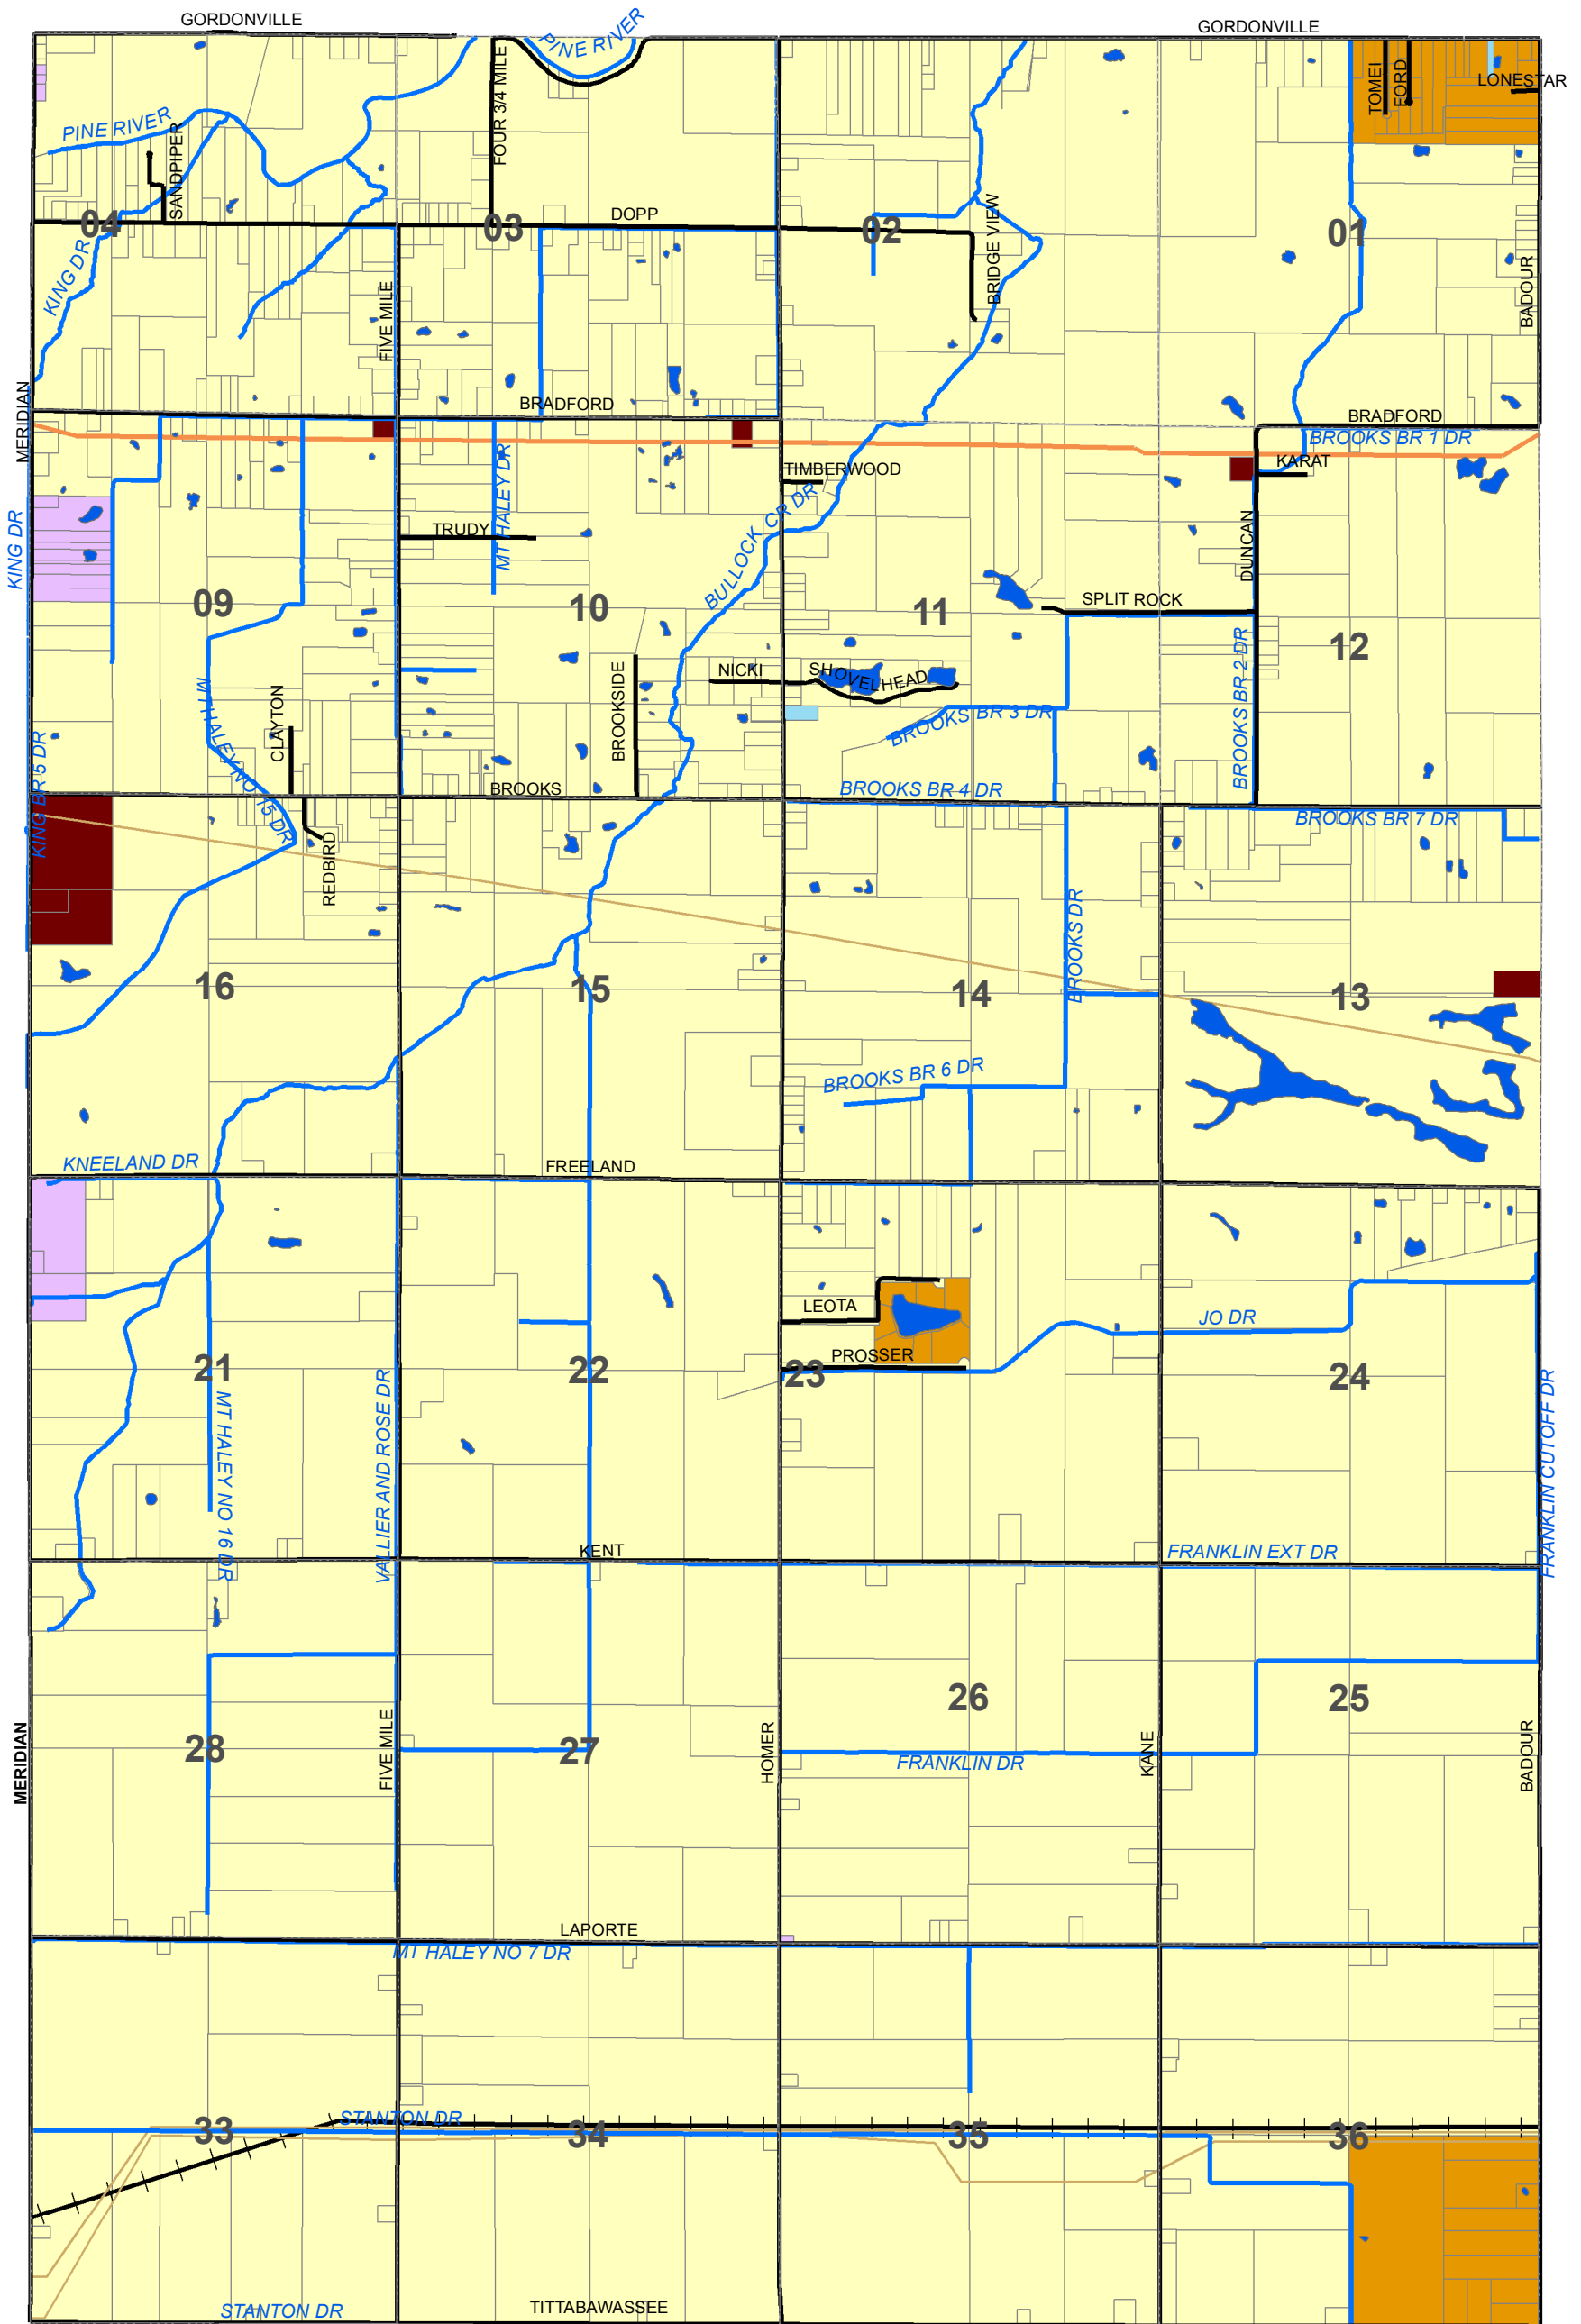 GORDONVILLE
GORDONVILLE
PINE RIVER
PINE RIVER
FOUR 3/4 MILE
TOMEI
FORD
LONESTAR
SANDPIPER
DOPP
04
03
02
01
BRIDGE VIEW
KING DR
FIVE MILE
BADOUR
MERIDIAN
BRADFORD
BRADFORD
BROOKS BR 1 DR
KARAT
TIMBERWOOD
MT HALEY DR
TRUDY
KING DR
BULLOCK CR DR
DUNCAN
SPLIT ROCK
09
10
11
12
NICKI
SHOVELHEAD
BROOKSIDE
CLAYTON
MT HALEY NO 15 DR
BROOKS BR 2 DR
BROOKS BR 3 DR
KING BR 5 DR
BROOKS
BROOKS BR 4 DR
BROOKS BR 7 DR
REDBIRD
BROOKS DR
16
15
14
13
BROOKS BR 6 DR
KNEELAND DR
FREELAND
LEOTA
JO DR
PROSSER
21
22
23
24
MT HALEY NO 16 DR
VALLIER AND ROSE DR
FRANKLIN CUTOFF DR
KENT
FRANKLIN EXT DR
26
25
28
27
MERIDIAN
FIVE MILE
HOMER
FRANKLIN DR
KANE
BADOUR
LAPORTE
MT HALEY NO 7 DR
STANTON DR
33
34
35
36
STANTON DR
TITTABAWASSEE